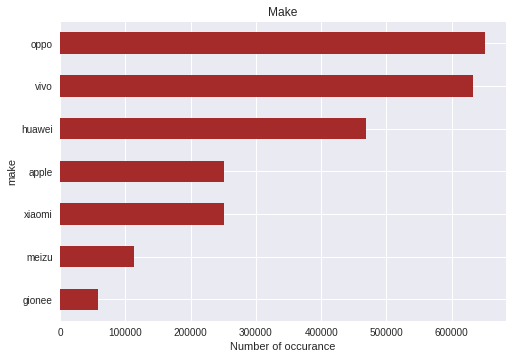 Make
oppo
vivo
huawei
apple
xiaomi
meizu
gionee
make
0 100000 200000 300000 400000 500000 600000
Number of occurance